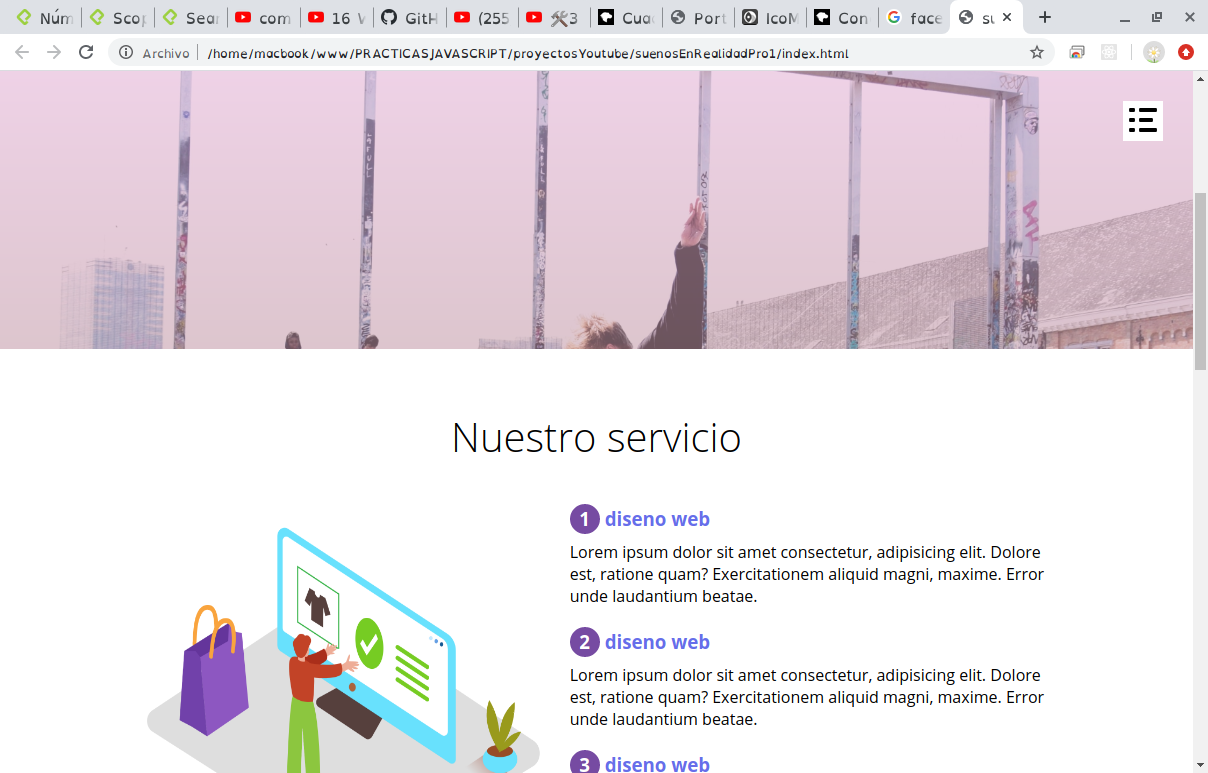 Núm Scop Sear com 16 V GitH (255 3 Cua Port IcoM Con face su
Archivo /home/macbook/www/PRACTICASJAVASCRIPT/proyectosYoutube/suenosEnRealidadPro1/index.html
Nuestro servicio
1 diseno web
Lorem ipsum dolor sit amet consectetur, adipisicing elit. Dolore
est, ratione quam? Exercitationem aliquid magni, maxime. Error
unde laudantium beatae.
2 diseno web
Lorem ipsum dolor sit amet consectetur, adipisicing elit. Dolore
est, ratione quam? Exercitationem aliquid magni, maxime. Error
unde laudantium beatae.
3 diseno web